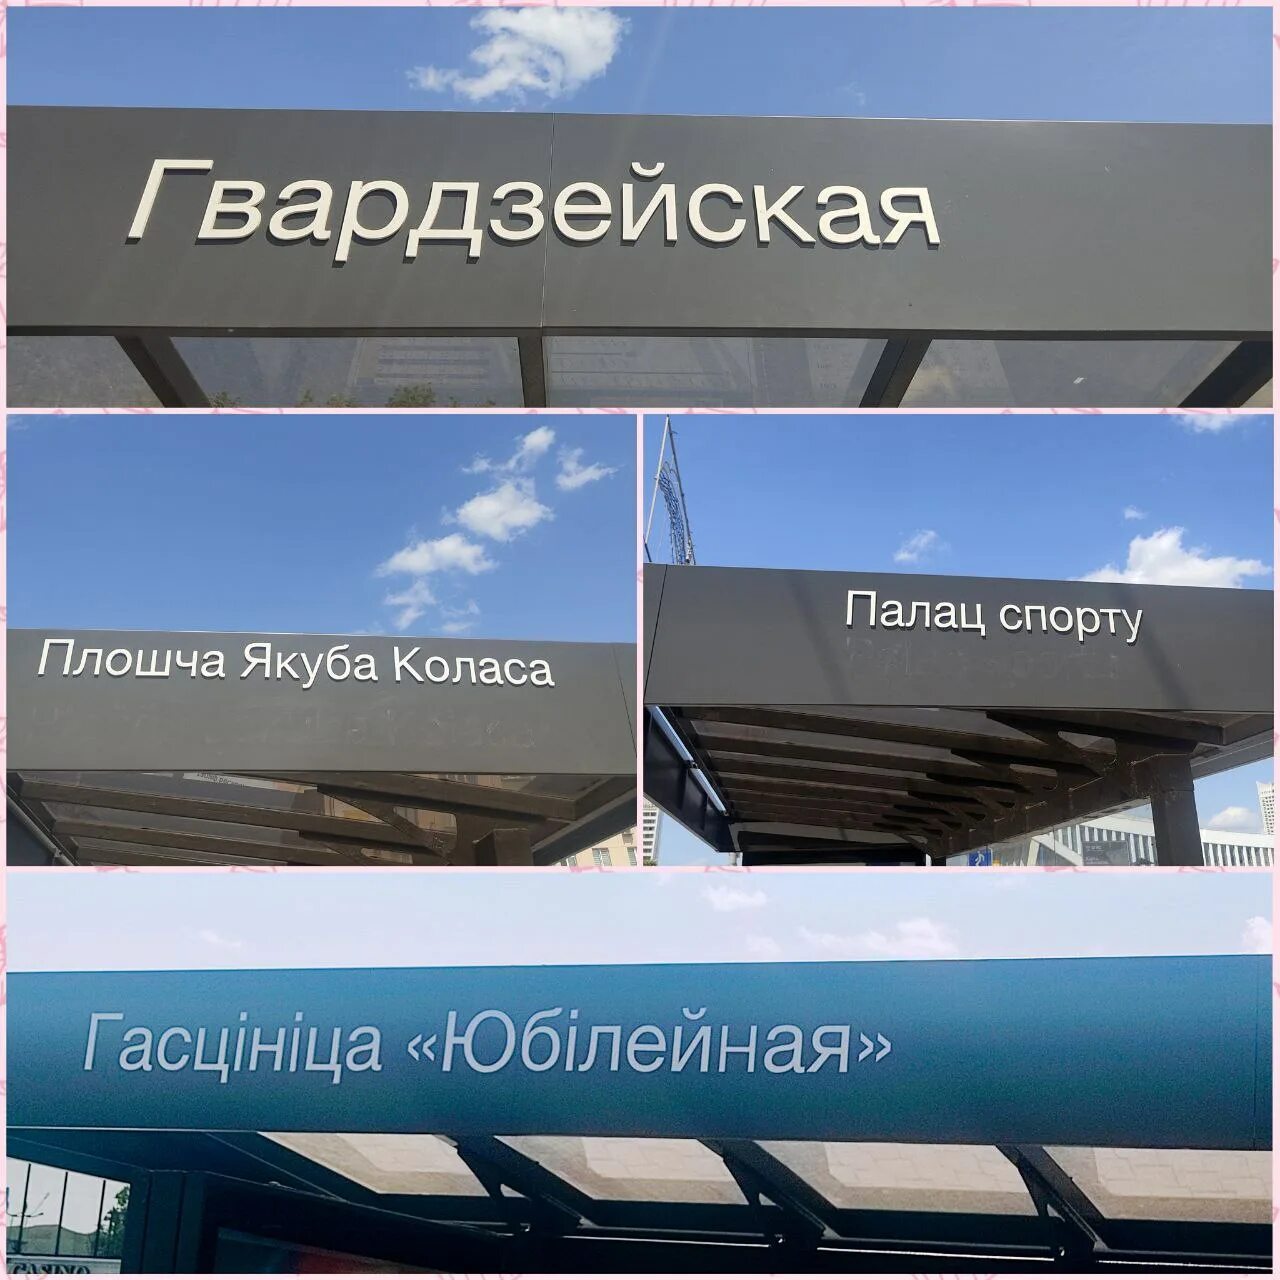 Гвардзейская
Плошча Якуба Коласа
Палац спорту
Гасцініца «Юбілейная»